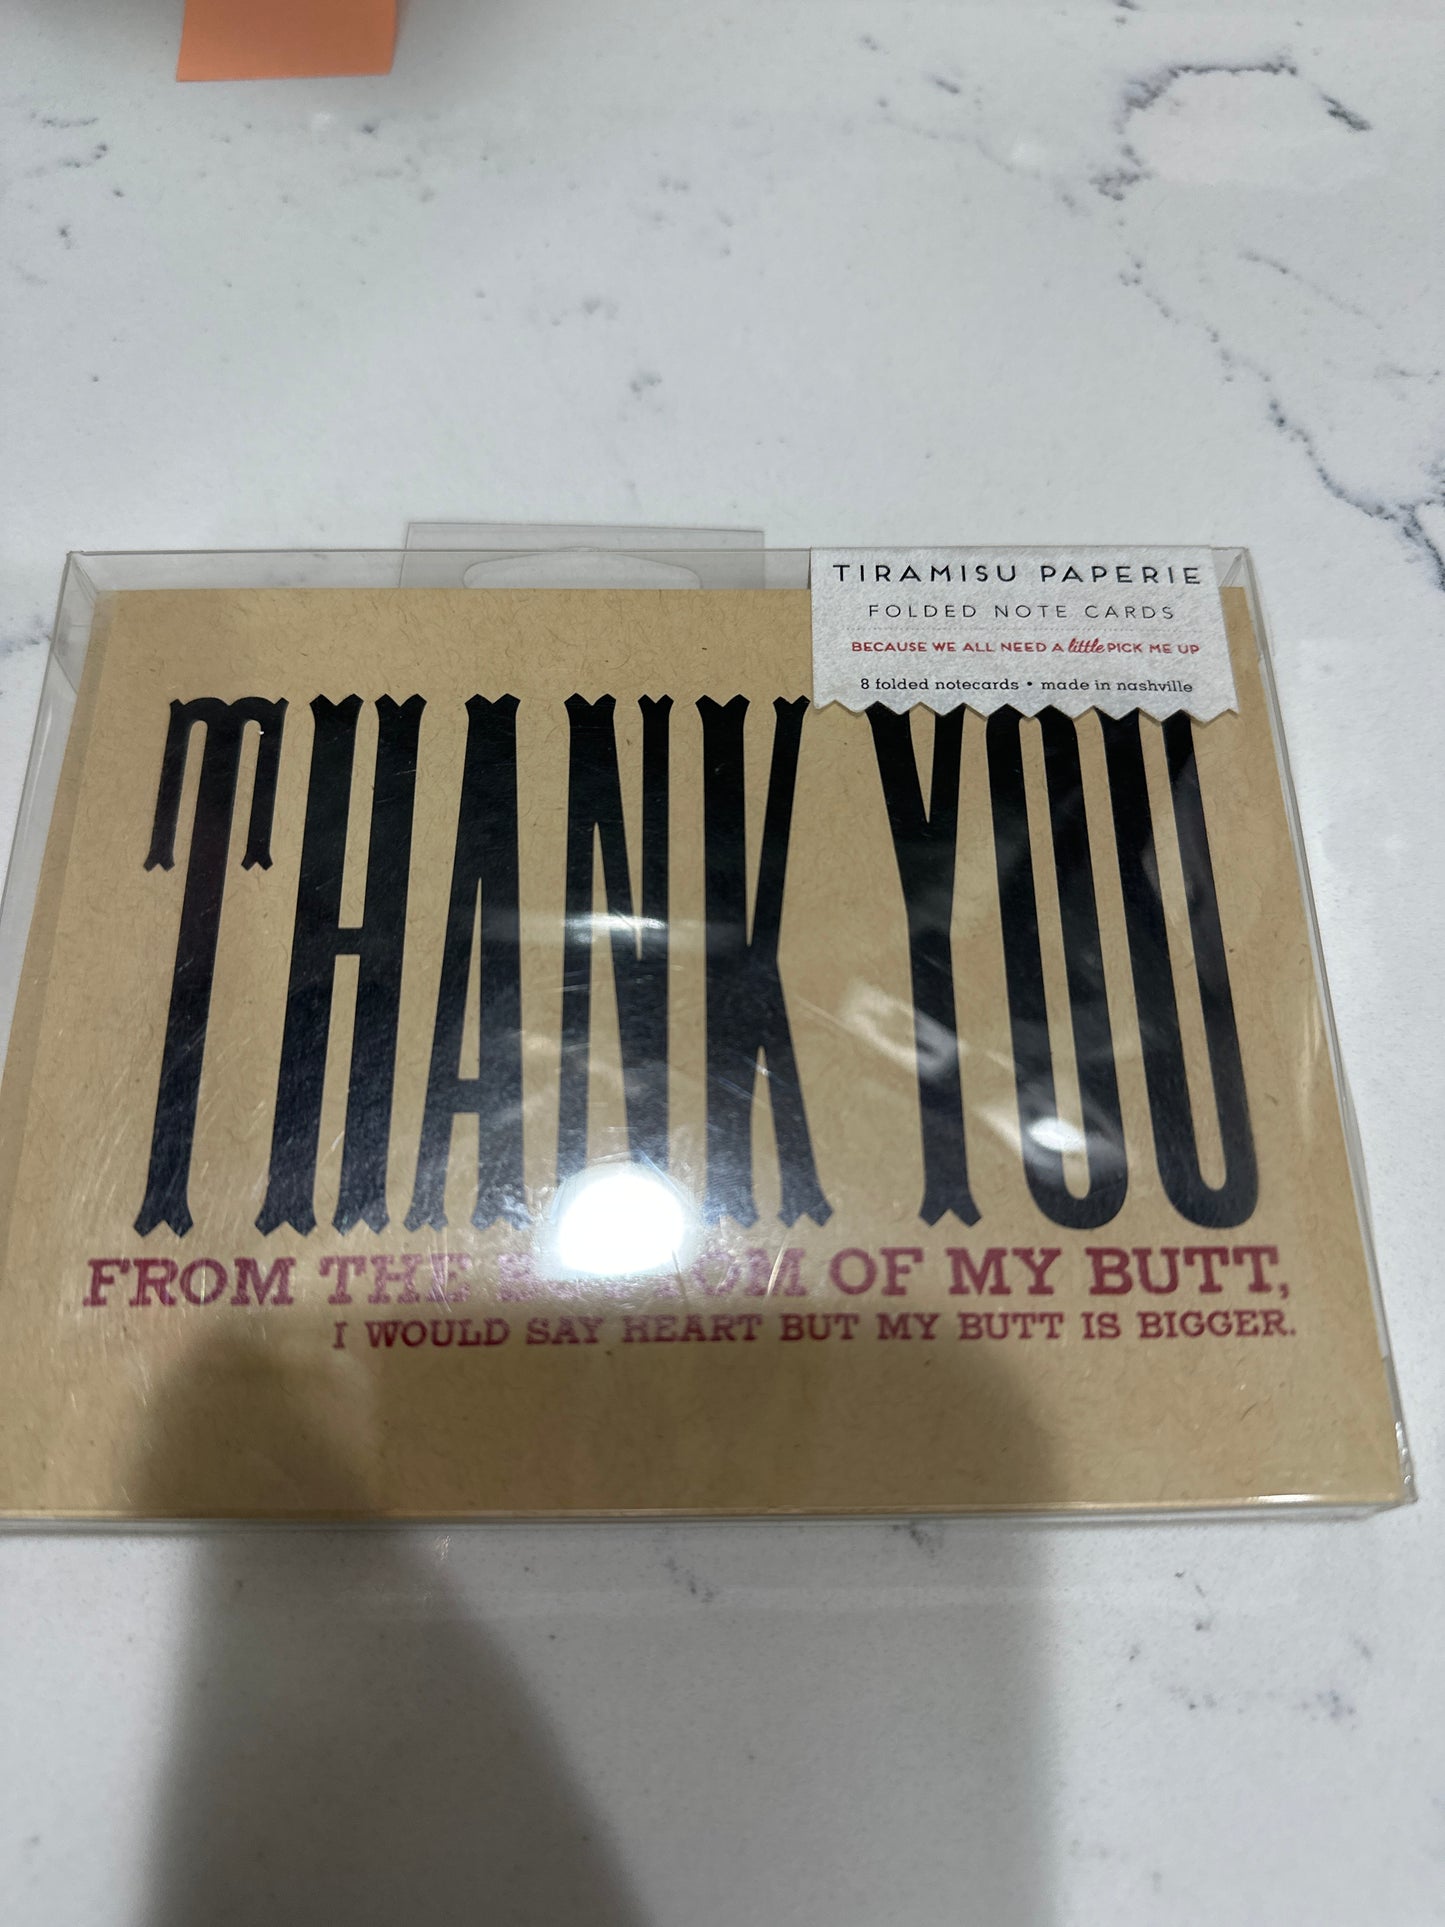 TIRAMISU PAPERIE
FOLDED NOTE CARDS
BECAUSE WE ALL NEED A little PICK ME UP
8 folded notecards • made in nashville
THANK YOU
FROM THE BOTTOM OF MY BUTT,
I WOULD SAY HEART BUT MY BUTT IS BIGGER.